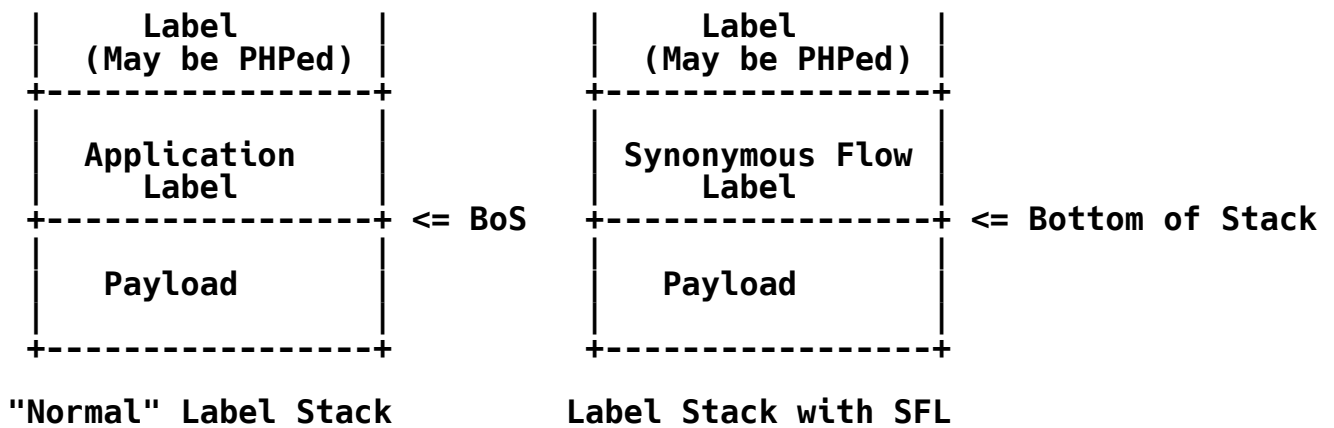 |      Label      |          |      Label      |
|  (May be PHPed) |          |  (May be PHPed) |
+-----------------+          +-----------------+
|                 |          |                 |
|  Application    |          | Synonymous Flow |
|     Label       |          |      Label      |
+-----------------+ <= BoS   +-----------------+ <= Bottom of Stack
|                 |          |                 |
|   Payload       |          |   Payload       |
|                 |          |                 |
+-----------------+          +-----------------+
"Normal" Label Stack         Label Stack with SFL